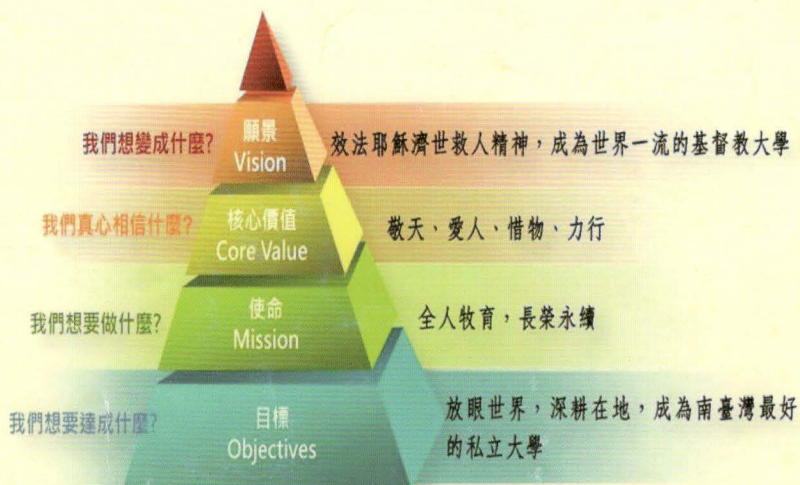 我們想變成什麼?
願景
Vision
效法耶穌濟世救人精神，成為世界一流的基督教大學
我們真心相信什麼?
核心價值
Core Value
敬天、愛人、惜物、力行
我們想要做什麼?
使命
Mission
全人牧育，長榮永續
我們想要達成什麼?
目標
Objectives
放眼世界，深耕在地，成為南臺灣最好
的私立大學